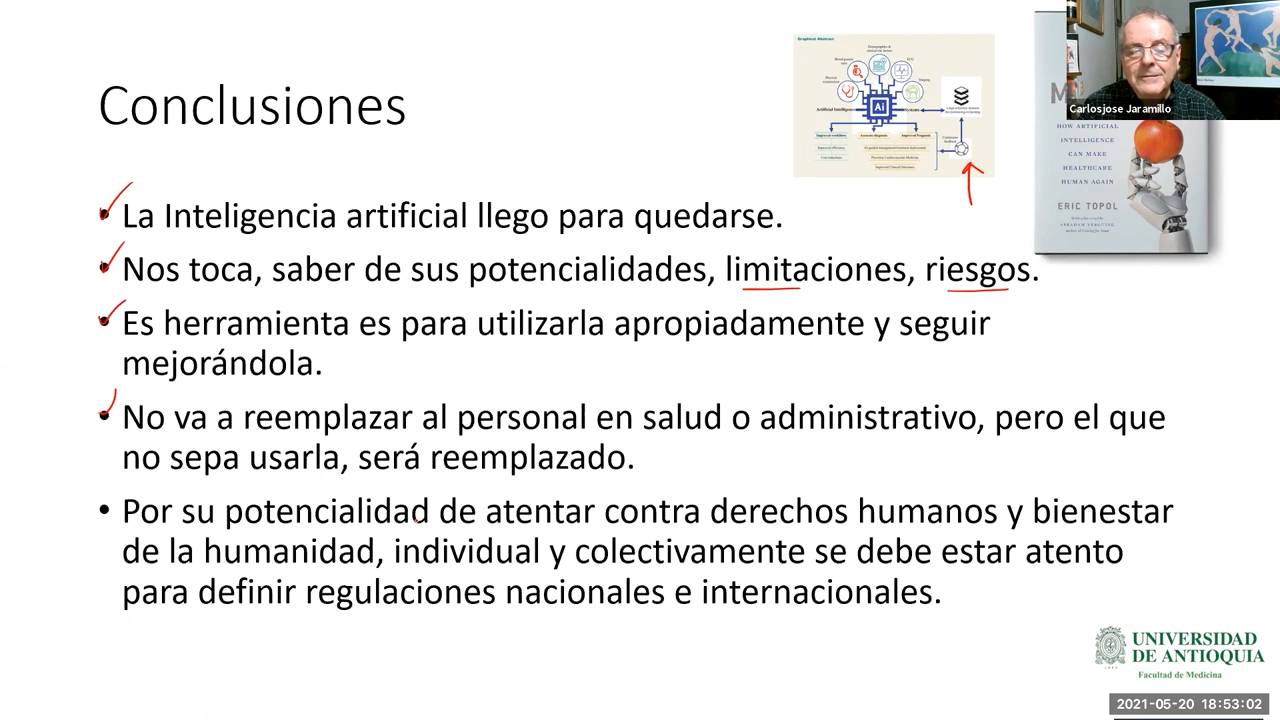 Conclusiones
Graphical Abstract
AI
M
Carlosjose Jaramillo
HOW ARTIFICIAL
INTELLIGENCE
CAN MAKE
HEALTHCARE
HUMAN AGAIN
ERIC TOPOL
La Inteligencia artificial llego para quedarse.
Nos toca, saber de sus potencialidades, limitaciones, riesgos.
Es herramienta es para utilizarla apropiadamente y seguir
mejorándola.
No va a reemplazar al personal en salud o administrativo, pero el que
no sepa usarla, será reemplazado.
• Por su potencialidad de atentar contra derechos humanos y bienestar
de la humanidad, individual y colectivamente se debe estar atento
para definir regulaciones nacionales e internacionales.
UNIVERSIDAD
DE ANTIOQUIA
Facultad de Medicina
2021-05-20 18:53:02